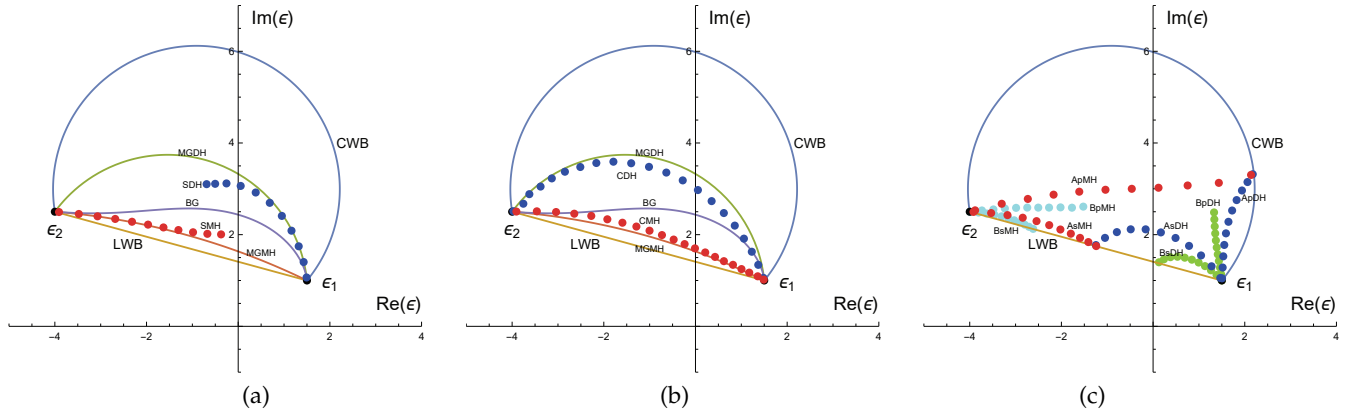 Im(ϵ)
6
CWB
4
MGDH
SDH
BG
2
SMH
ϵ2
LWB
MGMH
ϵ1
Re(ϵ)
-4
-2
2
4
(a)
Im(ϵ)
6
CWB
4
MGDH
CDH
BG
CMH
2
ϵ2
LWB
MGMH
ϵ1
Re(ϵ)
-4
-2
2
4
(b)
Im(ϵ)
6
CWB
4
ApMH
ApDH
BpMH
BpDH
ϵ2
BsMH
AsMH
2
AsDH
LWB
BsDH
ϵ1
Re(ϵ)
-4
-2
2
4
(c)